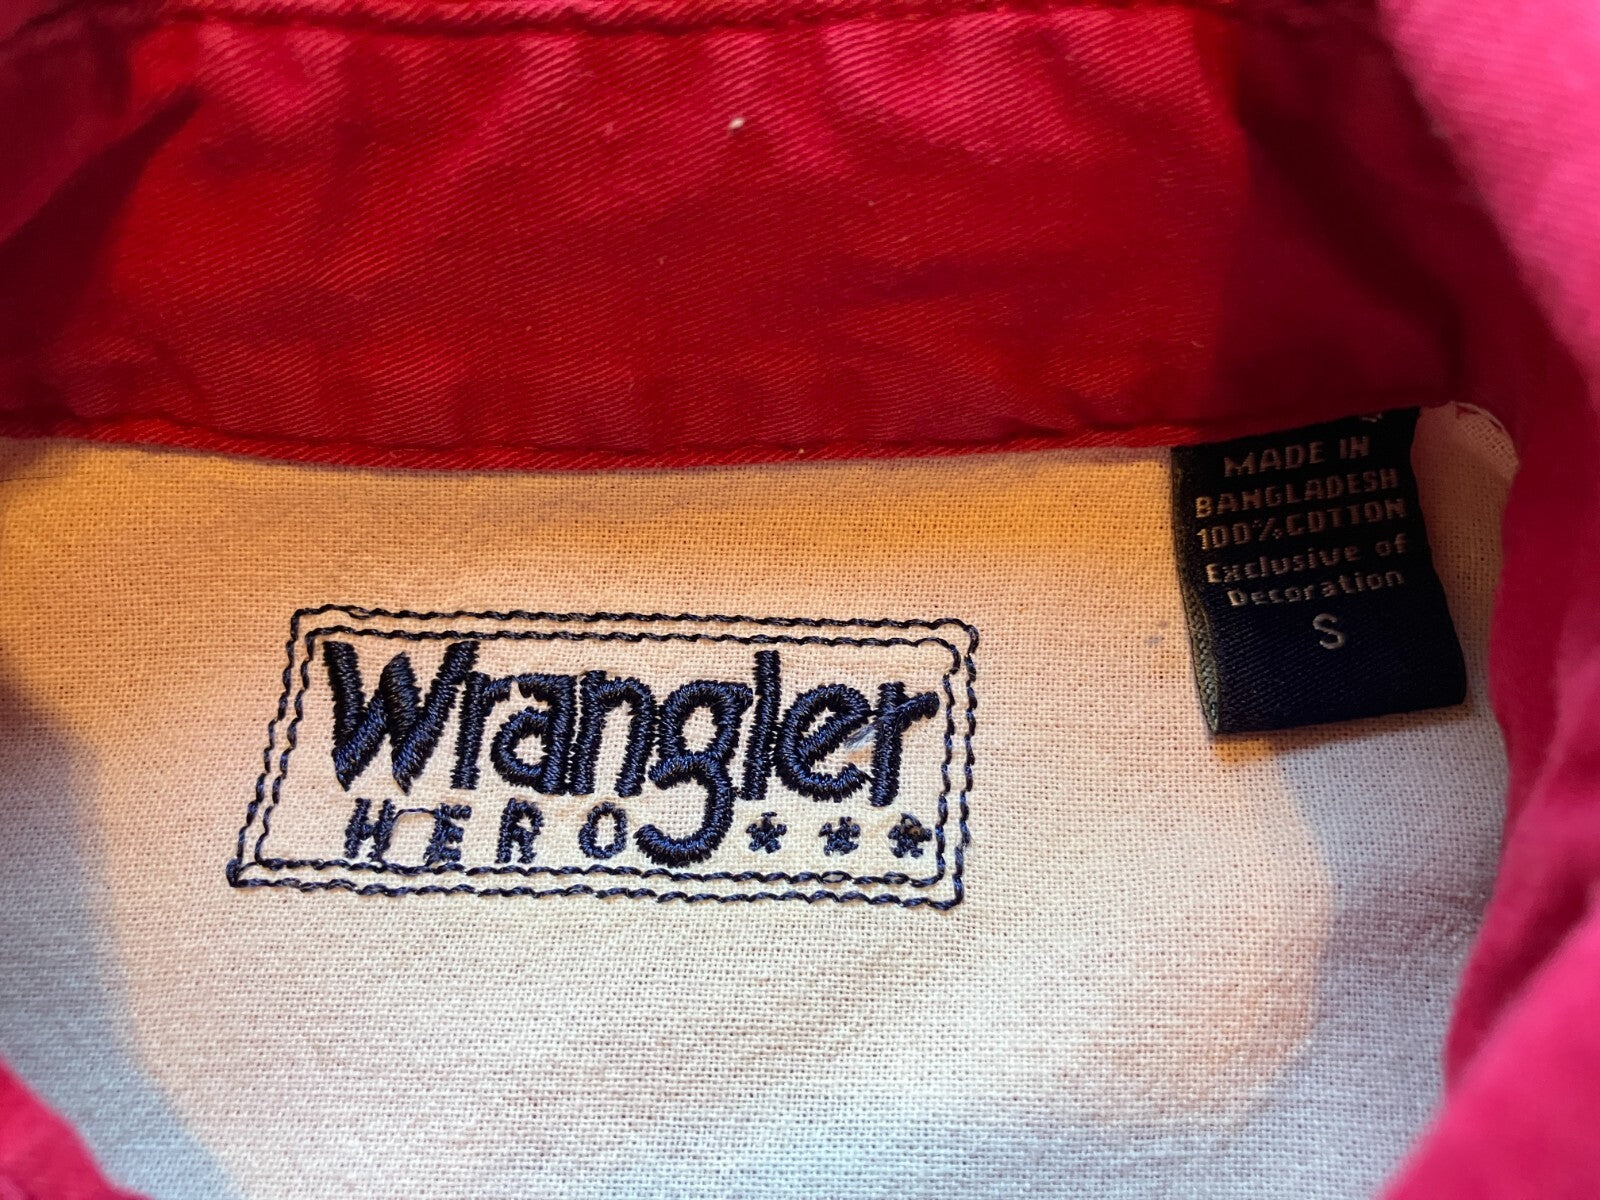 Wrangler
HERO ***
MADE IN
BANGLADESH
100% COTTON
Exclusive of
Decoration
S